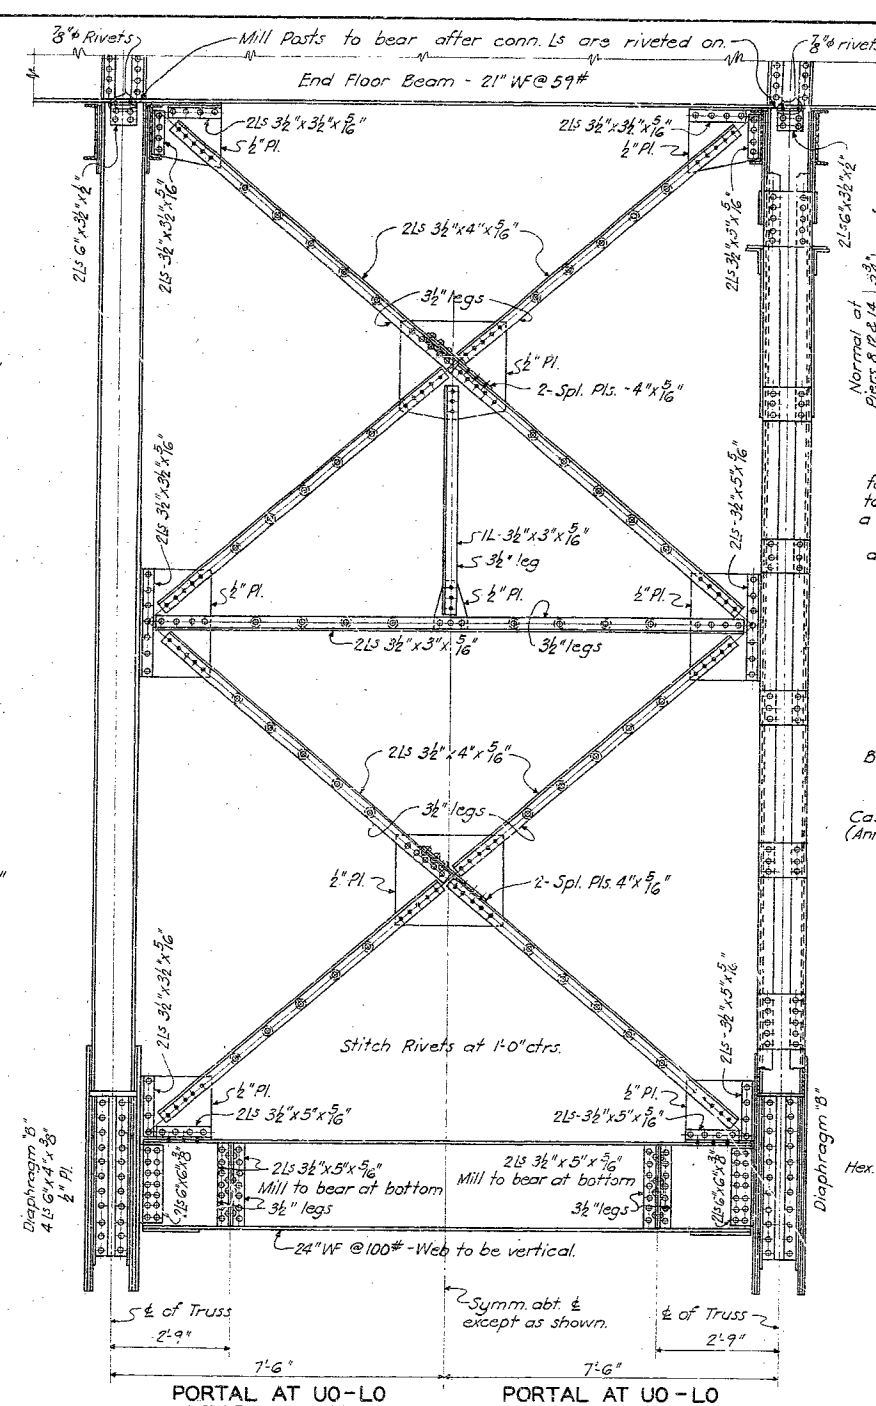 ⅞"φ Rivets
Mill Posts to bear after conn. Ls are riveted on.
⅞"φ rivets
End Floor Beam - 21" WF @ 59#
2Ls 3½"x3½"x5/16"
½" Pl.
2Ls 3½"x3½"x5/16"
½" Pl.
2Ls 6"x3½"x½"
2Ls-3½"x3½"x5/16"
2Ls 3½"x5"x5/16"
2Ls 6"x3½"x½"
2Ls 3½"x4"x5/16"
3½" legs
Normal at
Piers 8, 12 & 14
½" Pl.
2-Spl. Pls. -4"x5/16"
2Ls 3½"x3½"x5/16"
2Ls-3½"x5"x5/16"
1L-3½"x3"x5/16"
3½" leg
½" Pl.
½" Pl.
½" Pl.
2Ls 3½"x3"x5/16"
3½" legs
2Ls 3½"x4"x5/16"
3½" legs
B
Ca
(An
½" Pl.
2-Spl. Pls. 4"x5/16"
2Ls 3½"x3½"x5/16"
2Ls-3½"x5"x5/16"
Stitch Rivets at 1'-0" ctrs.
½" Pl.
½" Pl.
2Ls 3½"x5"x5/16"
2Ls-3½"x5"x5/16"
Diaphragm "B"
4 Ls 6"x4"x⅜"
½" Pl.
2Ls 6"x6"x⅜"
2Ls 3½"x5"x5/16"
Mill to bear at bottom
3½" legs
2Ls 3½"x5"x5/16"
Mill to bear at bottom
3½" legs
2Ls 6"x6"x⅜"
Diaphragm "B"
Hex.
24" WF @ 100# - Web to be vertical.
℄ of Truss
Symm. abt. ℄
except as shown.
℄ of Truss
2'-9"
2'-9"
7'-6"
7'-6"
PORTAL AT U0-L0
PORTAL AT U0-L0